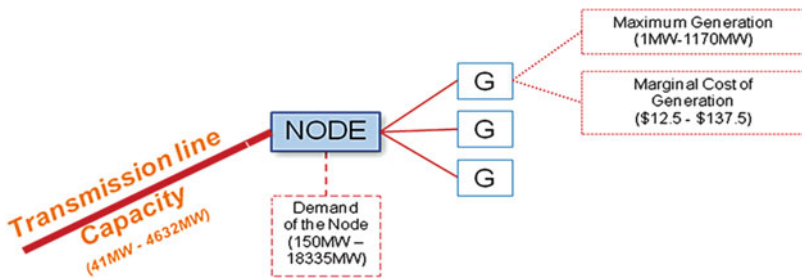 Maximum Generation
(1MW-1170MW)
G
Marginal Cost of
Generation
($12.5 - $137.5)
NODE
G
G
Transmission line
Capacity
(41MW - 4632MW)
Demand
of the Node
(150MW –
18335MW)